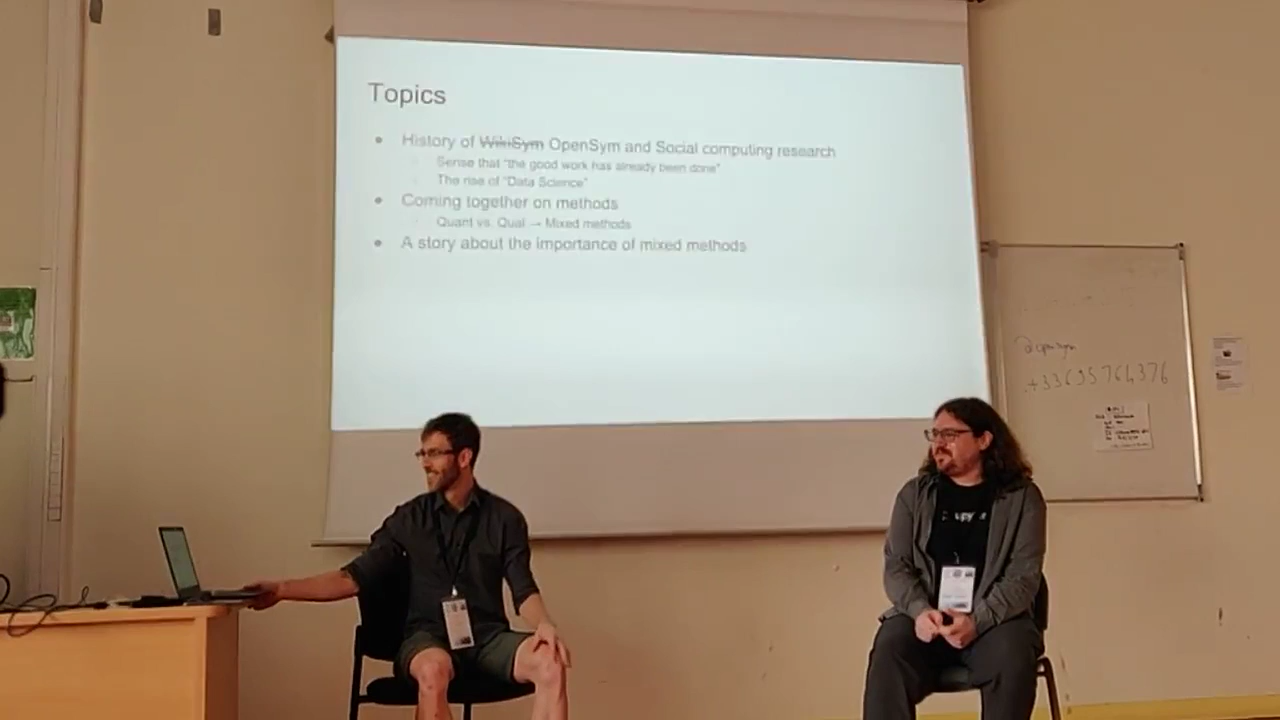 Topics
History of WikiSym OpenSym and Social computing research
Sense that "the good work has already been done"
The rise of "Data Science"
Coming together on methods
Quant vs. Qual → Mixed methods
A story about the importance of mixed methods
@opensym
+33695764376